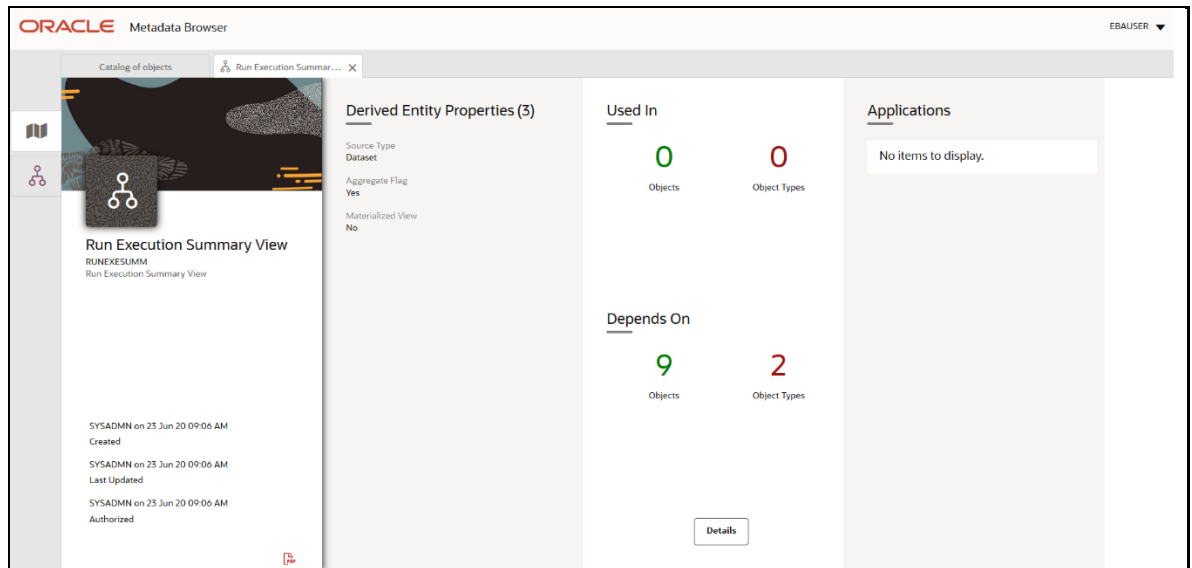 ORACLE Metadata Browser
EBAUSER
Catalog of objects
Run Execution Summar...
Run Execution Summary View
RUNEXESUMM
Run Execution Summary View
SYSADMN on 23 Jun 20 09:06 AM
Created
SYSADMN on 23 Jun 20 09:06 AM
Last Updated
SYSADMN on 23 Jun 20 09:06 AM
Authorized
PDF
Derived Entity Properties (3)
Source Type
Dataset
Aggregate Flag
Yes
Materialized View
No
Used In
0 0
Objects Object Types
Depends On
9 2
Objects Object Types
Details
Applications
No items to display.